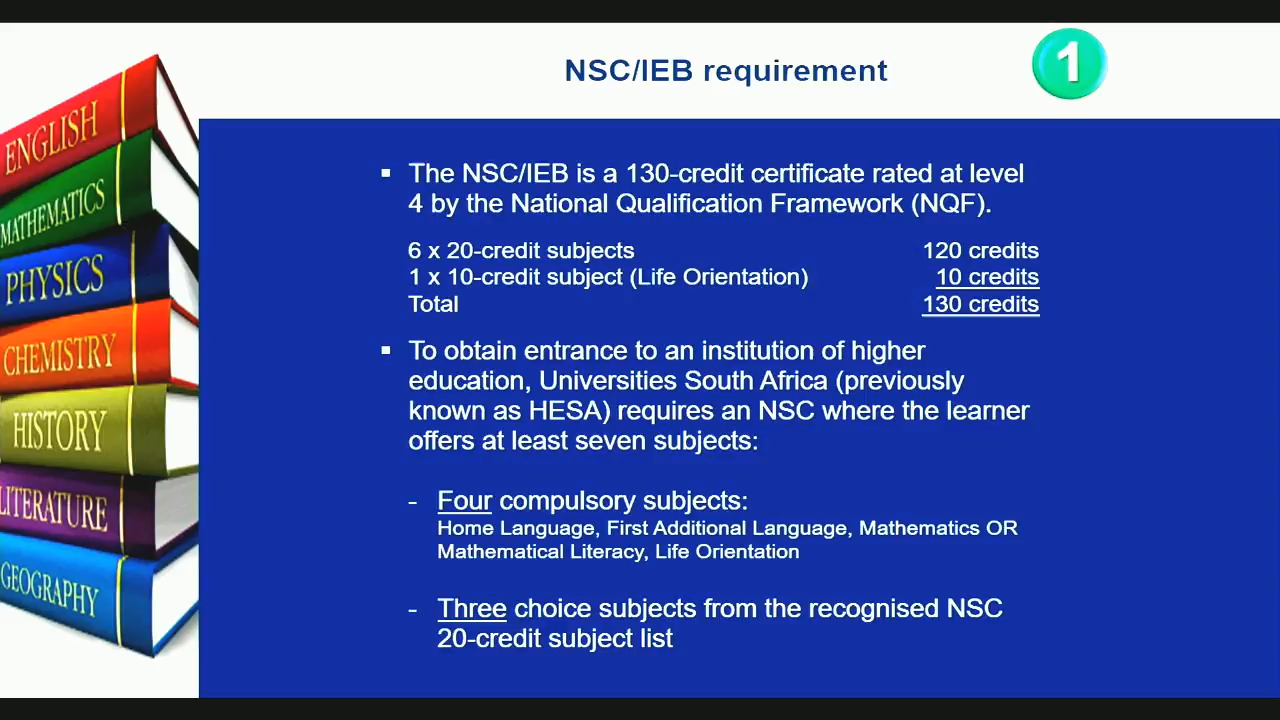 NSC/IEB requirement
1
ENGLISH
MATHEMATICS
PHYSICS
CHEMISTRY
HISTORY
LITERATURE
GEOGRAPHY
▪ The NSC/IEB is a 130-credit certificate rated at level
4 by the National Qualification Framework (NQF).
6 x 20-credit subjects 120 credits
1 x 10-credit subject (Life Orientation) 10 credits
Total 130 credits
▪ To obtain entrance to an institution of higher
education, Universities South Africa (previously
known as HESA) requires an NSC where the learner
offers at least seven subjects:
- Four compulsory subjects:
Home Language, First Additional Language, Mathematics OR
Mathematical Literacy, Life Orientation
- Three choice subjects from the recognised NSC
20-credit subject list